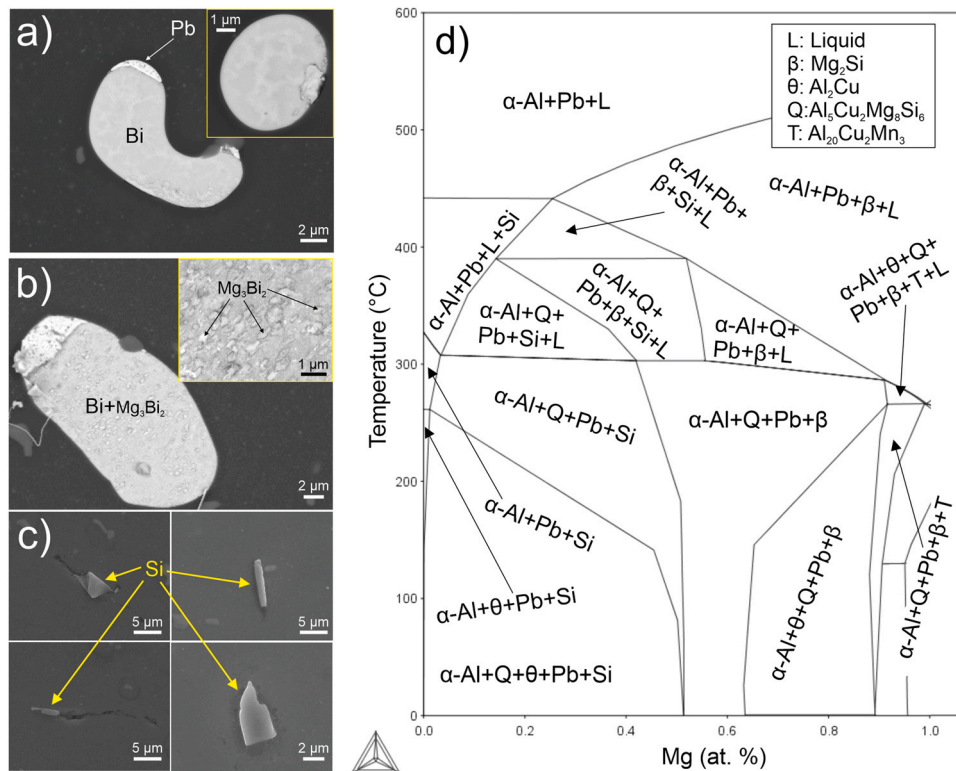 a)
Pb
Bi
1 µm
2 µm
b)
Mg₃Bi₂
Bi+Mg₃Bi₂
1 µm
2 µm
c)
Si
5 µm
5 µm
5 µm
2 µm
d)
L: Liquid
β: Mg₂Si
θ: Al₂Cu
Q:Al₅Cu₂Mg₈Si₆
T: Al₂₀Cu₂Mn₃
α-Al+Pb+L
α-Al+Pb+
β+Si+L
α-Al+Pb+β+L
α-Al+Pb+L+Si
α-Al+Q+
Pb+β+Si+L
α-Al+θ+Q+
Pb+β+T+L
α-Al+Q+
Pb+Si+L
α-Al+Q+
Pb+β+L
α-Al+Q+Pb+Si
α-Al+Q+Pb+β
α-Al+Pb+Si
α-Al+θ+Pb+Si
α-Al+Q+θ+Pb+Si
α-Al+θ+Q+Pb+β
α-Al+Q+Pb+β+T
Temperature (°C)
600
500
400
300
200
100
0
0.0
0.2
0.4
0.6
0.8
1.0
Mg (at. %)